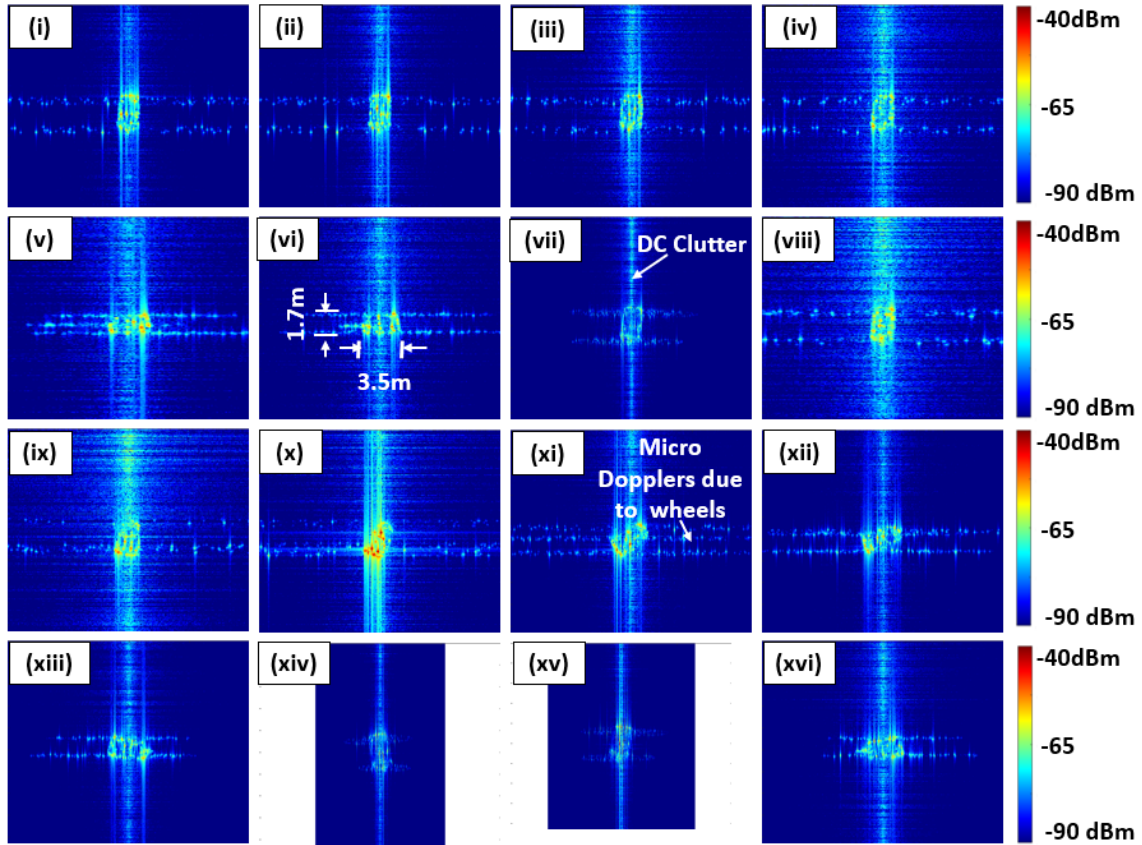 (i)
(ii)
(iii)
(iv)
-40dBm
-65
-90 dBm
(v)
(vi)
1.7m
3.5m
(vii)
DC Clutter
(viii)
-40dBm
-65
-90 dBm
(ix)
(x)
(xi)
Micro
Dopplers due
to wheels
(xii)
-40dBm
-65
-90 dBm
(xiii)
(xiv)
(xv)
(xvi)
-40dBm
-65
-90 dBm